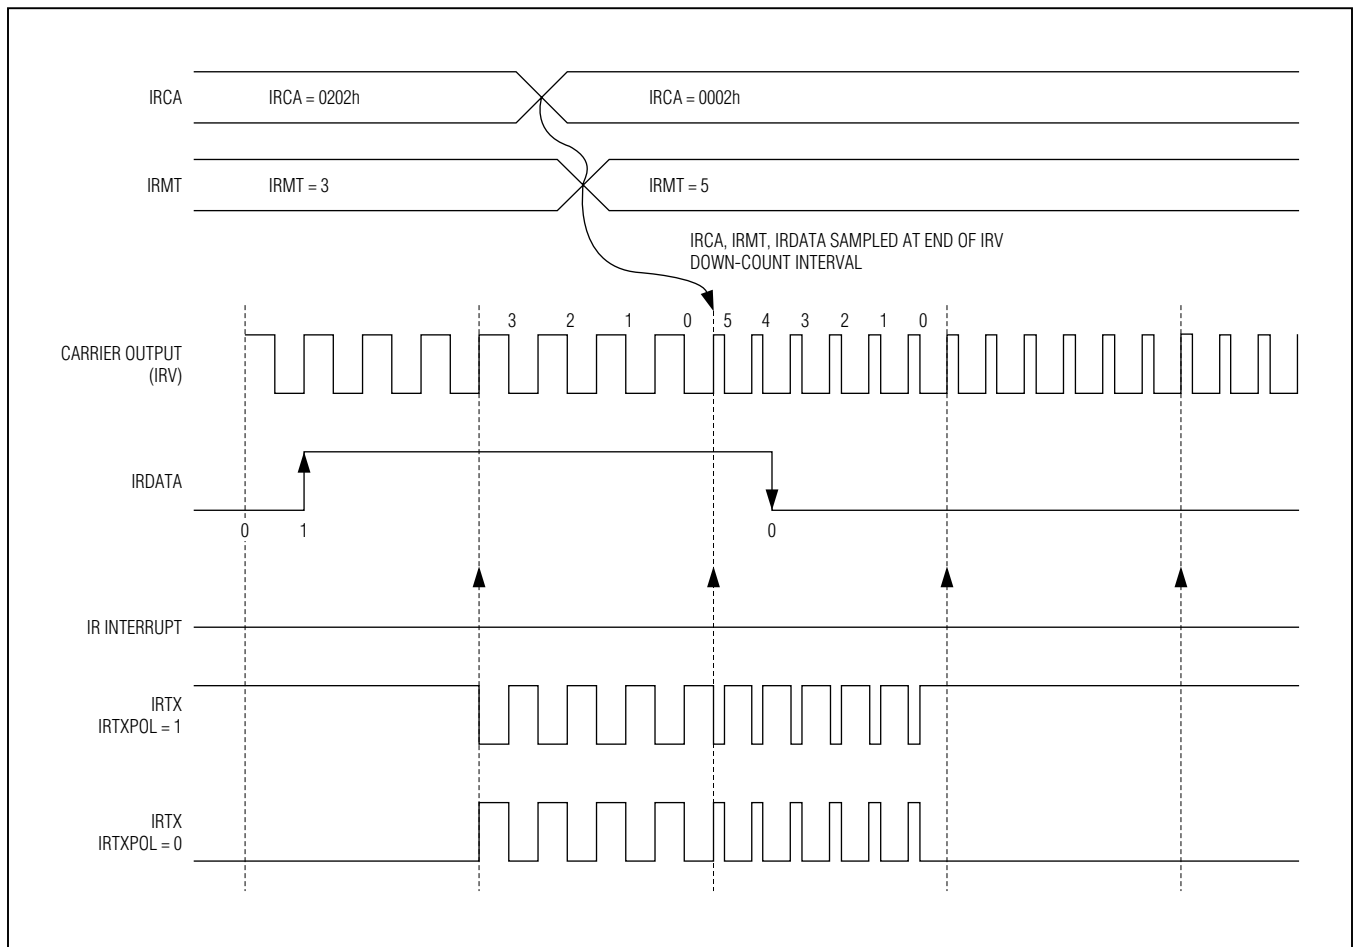 IRCA
IRCA = 0202h
IRCA = 0002h
IRMT
IRMT = 3
IRMT = 5
IRCA, IRMT, IRDATA SAMPLED AT END OF IRV
DOWN-COUNT INTERVAL
3 2 1 0 5 4 3 2 1 0
CARRIER OUTPUT
(IRV)
IRDATA
0 1 0
IR INTERRUPT
IRTX
IRTXPOL = 1
IRTX
IRTXPOL = 0